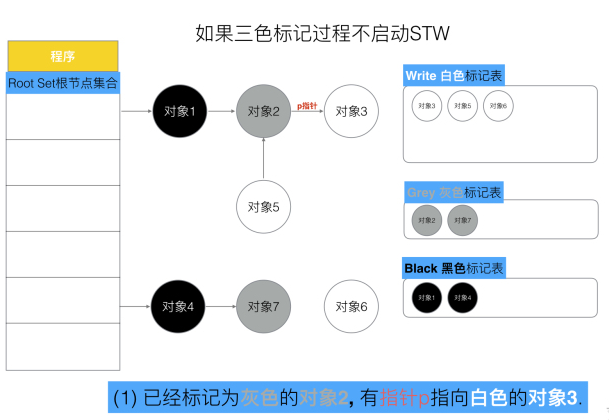 如果三色标记过程不启动STW
程序
Root Set根节点集合
对象1
对象2
p指针
对象3
对象5
对象4
对象7
对象6
Write 白色标记表
对象3 对象5 对象6
Grey 灰色标记表
对象2 对象7
Black 黑色标记表
对象1 对象4
(1) 已经标记为灰色的对象2, 有指针p指向白色的对象3.